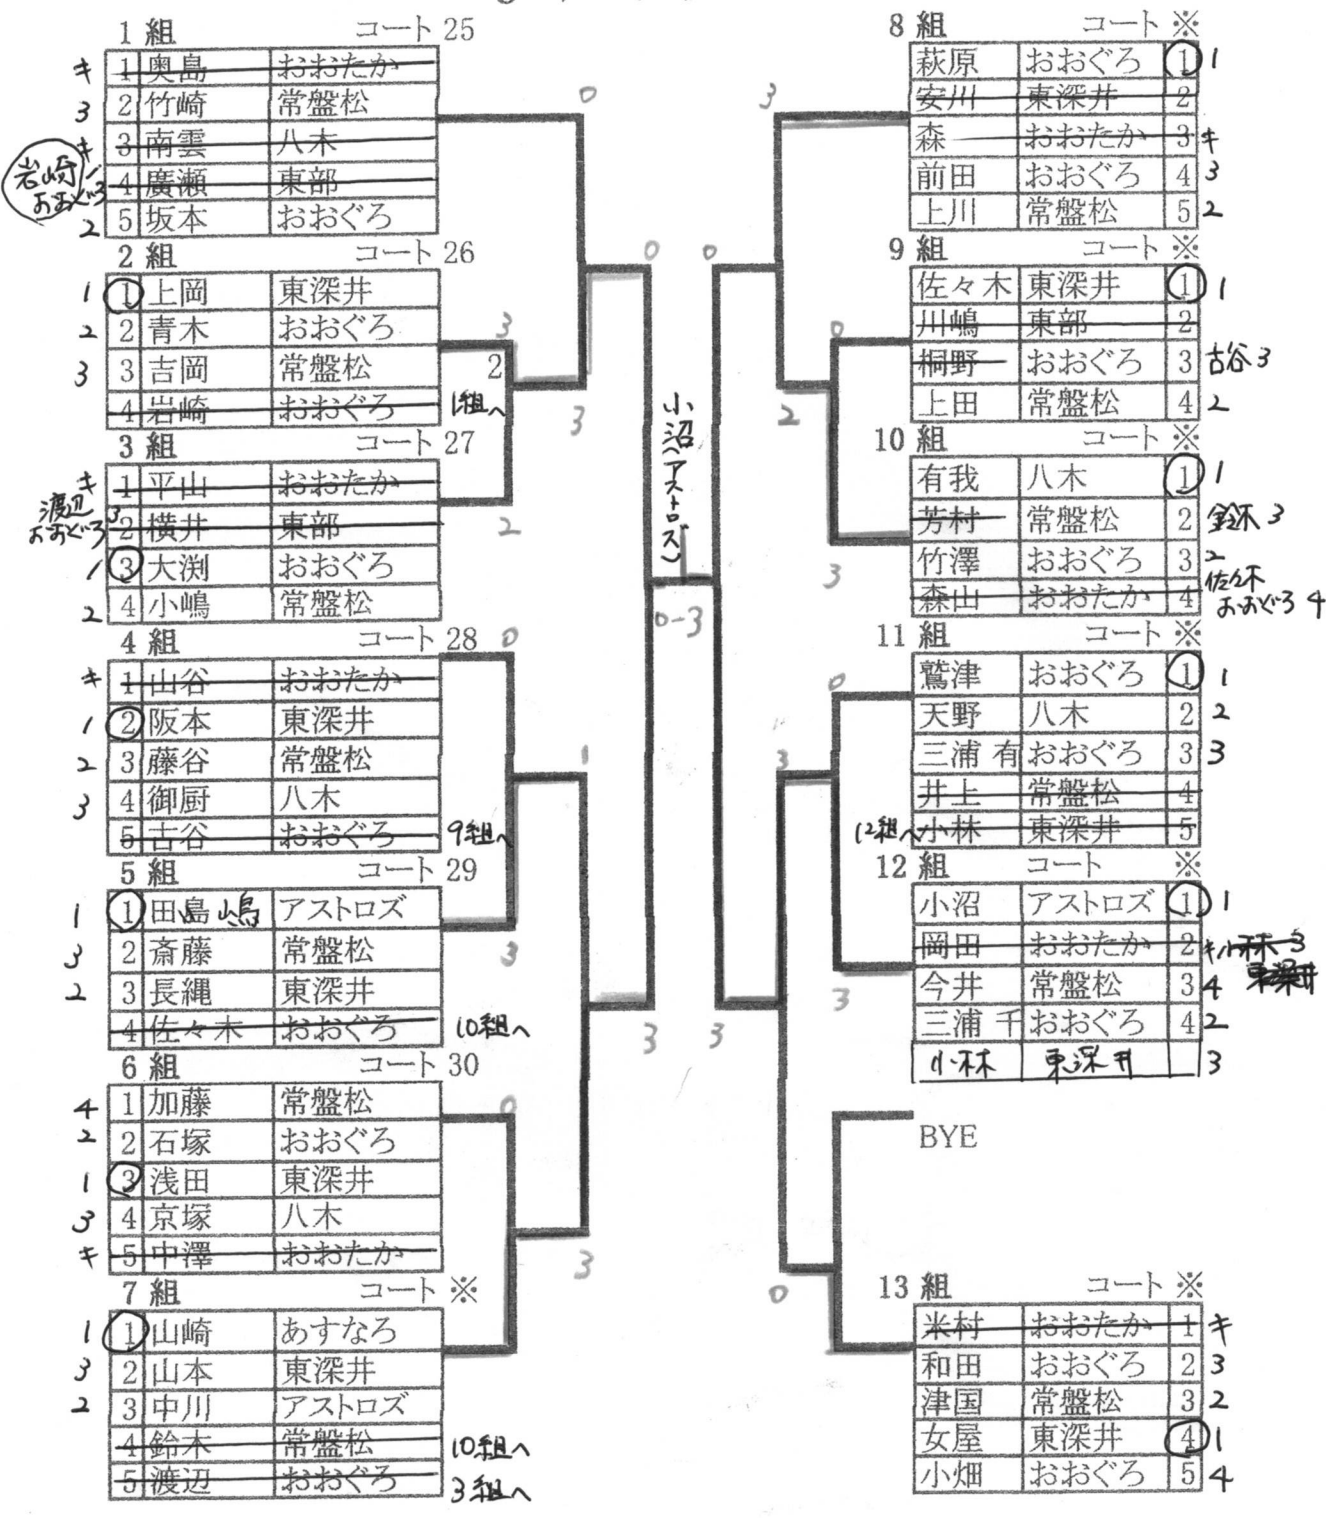 1 組 コート 25
キ 1 奥島 おおたか
3 2 竹崎 常盤松
キ 3 南雲 八木
岩崎 おおぐろ 1 4 廣瀬 東部
2 5 坂本 おおぐろ
2 組 コート 26
1 1 上岡 東深井
2 2 青木 おおぐろ
3 3 吉岡 常盤松
4 岩崎 おおぐろ 1組へ
3 組 コート 27
キ 1 平山 おおたか
渡辺 おおぐろ 3 2 横井 東部
1 3 大渕 おおぐろ
2 4 小嶋 常盤松
4 組 コート 28
キ 1 山谷 おおたか
1 2 阪本 東深井
2 3 藤谷 常盤松
3 4 御厨 八木
5 古谷 おおぐろ 9組へ
5 組 コート 29
1 1 田島 嶋 アストロズ
3 2 斎藤 常盤松
2 3 長縄 東深井
4 佐々木 おおぐろ 10組へ
6 組 コート 30
4 1 加藤 常盤松
2 2 石塚 おおぐろ
1 3 浅田 東深井
3 4 京塚 八木
キ 5 中澤 おおたか
7 組 コート ※
1 1 山崎 あすなろ
3 2 山本 東深井
2 3 中川 アストロズ
4 鈴木 常盤松 10組へ
5 渡辺 おおぐろ 3組へ
0
3
2
2
3
0
0
3
1
0
3
3
小沼(アストロズ)
0-3
3
0
0
3
2
0
3
3
3
0
8 組 コート ※
萩原 おおぐろ 1 1
安川 東深井 2
森 おおたか 3 キ
前田 おおぐろ 4 3
上川 常盤松 5 2
9 組 コート ※
佐々木 東深井 1 1
川嶋 東部 2
桐野 おおぐろ 3 古谷 3
上田 常盤松 4 2
10 組 コート ※
有我 八木 1 1
芳村 常盤松 2 鈴木 3
竹澤 おおぐろ 3 2
森山 おおたか 4 佐々木 おおぐろ 4
11 組 コート ※
鷲津 おおぐろ 1 1
天野 八木 2 2
三浦 有 おおぐろ 3 3
井上 常盤松 4
12組へ 小林 東深井 5
12 組 コート ※
小沼 アストロズ 1 1
岡田 おおたか 2 キ 小林 3 東深井
今井 常盤松 3 4
三浦 千 おおぐろ 4 2
小林 東深井 3
BYE
13 組 コート ※
米村 おおたか 1 キ
和田 おおぐろ 2 3
津国 常盤松 3 2
女屋 東深井 4 1
小畑 おおぐろ 5 4